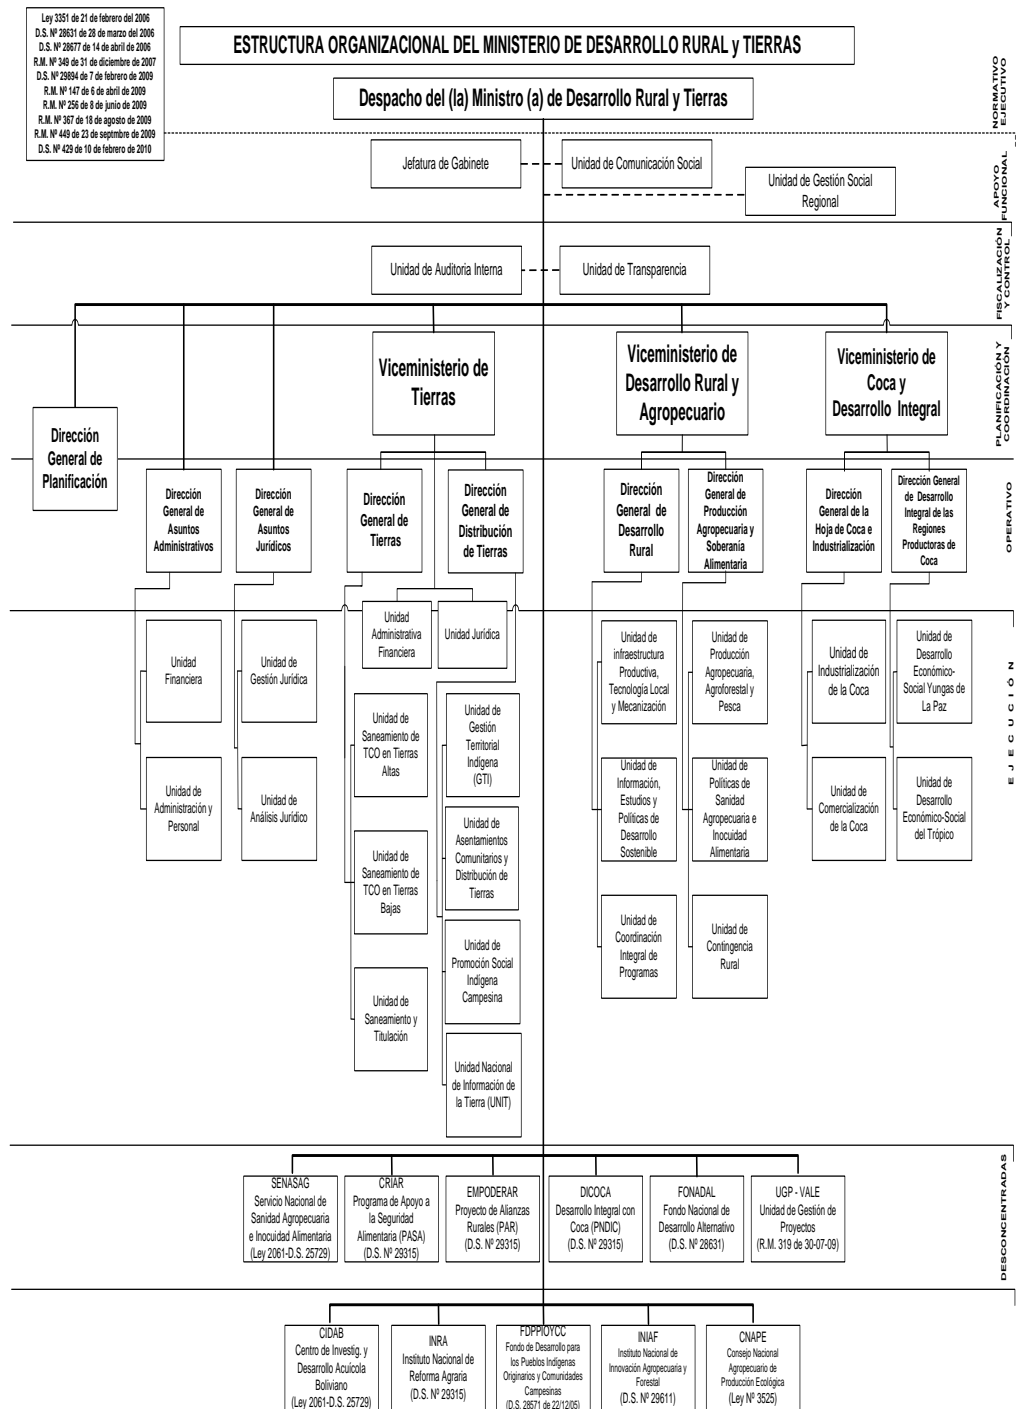 Ley 3351 de 21 de febrero del 2006
D.S. Nº 28631 de 28 de marzo del 2006
D.S. Nº 28677 de 14 de abril de 2006
R.M. Nº 349 de 31 de diciembre de 2007
D.S. Nº 29894 de 7 de febrero de 2009
R.M. Nº 147 de 6 de abril de 2009
R.M. Nº 256 de 8 de junio de 2009
R.M. Nº 367 de 18 de agosto de 2009
R.M. Nº 449 de 23 de septmbre de 2009
D.S. Nº 429 de 10 de febrero de 2010
ESTRUCTURA ORGANIZACIONAL DEL MINISTERIO DE DESARROLLO RURAL y TIERRAS
Despacho del (la) Ministro (a) de Desarrollo Rural y Tierras
NORMATIVO
EJECUTIVO
Jefatura de Gabinete
Unidad de Comunicación Social
Unidad de Gestión Social
Regional
APOYO
FUNCIONAL
Unidad de Auditoria Interna
Unidad de Transparencia
FISCALIZACIÓN
Y CONTROL
Viceministerio de
Tierras
Viceministerio de
Desarrollo Rural y
Agropecuario
Viceministerio de
Coca y
Desarrollo Integral
PLANIFICACIÓN Y
COORDINACIÓN
Dirección
General de
Planificación
Dirección
General de
Asuntos
Administrativos
Dirección
General de
Asuntos
Jurídicos
Dirección
General de
Tierras
Dirección
General de
Distribución
de Tierras
Dirección
General de
Desarrollo
Rural
Dirección
General de
Producción
Agropecuaria y
Soberanía
Alimentaria
Dirección
General de la
Hoja de Coca e
Industrialización
Dirección General
de Desarrollo
Integral de las
Regiones
Productoras de
Coca
OPERATIVO
Unidad
Administrativa
Financiera
Unidad Jurídica
Unidad
Financiera
Unidad de
Administración y
Personal
Unidad de
Gestión Jurídica
Unidad de
Análisis Jurídico
Unidad de
Saneamiento de
TCO en Tierras
Altas
Unidad de
Saneamiento de
TCO en Tierras
Bajas
Unidad de
Saneamiento y
Titulación
Unidad de
Gestión
Territorial
Indigena
(GTI)
Unidad de
Asentamientos
Comunitarios y
Distribución de
Tierras
Unidad de
Promoción Social
Indígena
Campesina
Unidad Nacional
de Información de
la Tierra (UNIT)
Unidad de
infraestructura
Productiva,
Tecnología Local
y Mecanización
Unidad de
Información,
Estudios y
Políticas de
Desarrollo
Sostenible
Unidad de
Coordinación
Integral de
Programas
Unidad de
Producción
Agropecuaria,
Agroforestal y
Pesca
Unidad de
Políticas de
Sanidad
Agropecuaria e
Inocuidad
Alimentaria
Unidad de
Contingencia
Rural
Unidad de
Industrialización
de la Coca
Unidad de
Comercialización
de la Coca
Unidad de
Desarrollo
Económico-
Social Yungas de
La Paz
Unidad de
Desarrollo
Económico-Social
del Trópico
EJECUCIÓN
SENASAG
Servicio Nacional de
Sanidad Agropecuaria
e Inocuidad Alimentaria
(Ley 2061-D.S. 25729)
CRIAR
Programa de Apoyo a
la Seguridad
Alimentaria (PASA)
(D.S. Nº 29315)
EMPODERAR
Proyecto de Alianzas
Rurales (PAR)
(D.S. Nº 29315)
DICOCA
Desarrollo Integral con
Coca (PNDIC)
(D.S. Nº 29315)
FONADAL
Fondo Nacional de
Desarrollo Alternativo
(D.S. Nº 28631)
UGP - VALE
Unidad de Gestión de
Proyectos
(R.M. 319 de 30-07-09)
DESCONCENTRADAS
CIDAB
Centro de Investig. y
Desarrollo Acuícola
Boliviano
(Ley 2061-D.S. 25729)
INRA
Instituto Nacional de
Reforma Agraria
(D.S. Nº 29315)
FDPPIOYCC
Fondo de Desarrollo para
los Pueblos Indigenas
Originarios y Comunidades
Campesinas
(D.S. 28571 de 22/12/05)
INIAF
Instituto Nacional de
Innovación Agropecuaria y
Forestal
(D.S. Nº 29611)
CNAPE
Consejo Nacional
Agropecuario de
Producción Ecológica
(Ley Nº 3525)